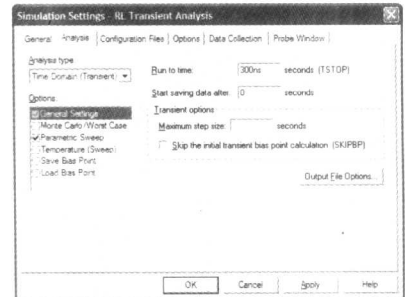 Simulation Settings - RL Transient Analysis
General Analysis Configuration Files Options Data Collection Probe Window
Analysis type:
Time Domain (Transient)
Options:
General Settings
Monte Carlo/Worst Case
Parametric Sweep
Temperature (Sweep)
Save Bias Point
Load Bias Point
Run to time: 300ns seconds (TSTOP)
Start saving data after: 0 seconds
Transient options
Maximum step size: seconds
Skip the initial transient bias point calculation (SKIPBP)
Output File Options...
OK Cancel Apply Help